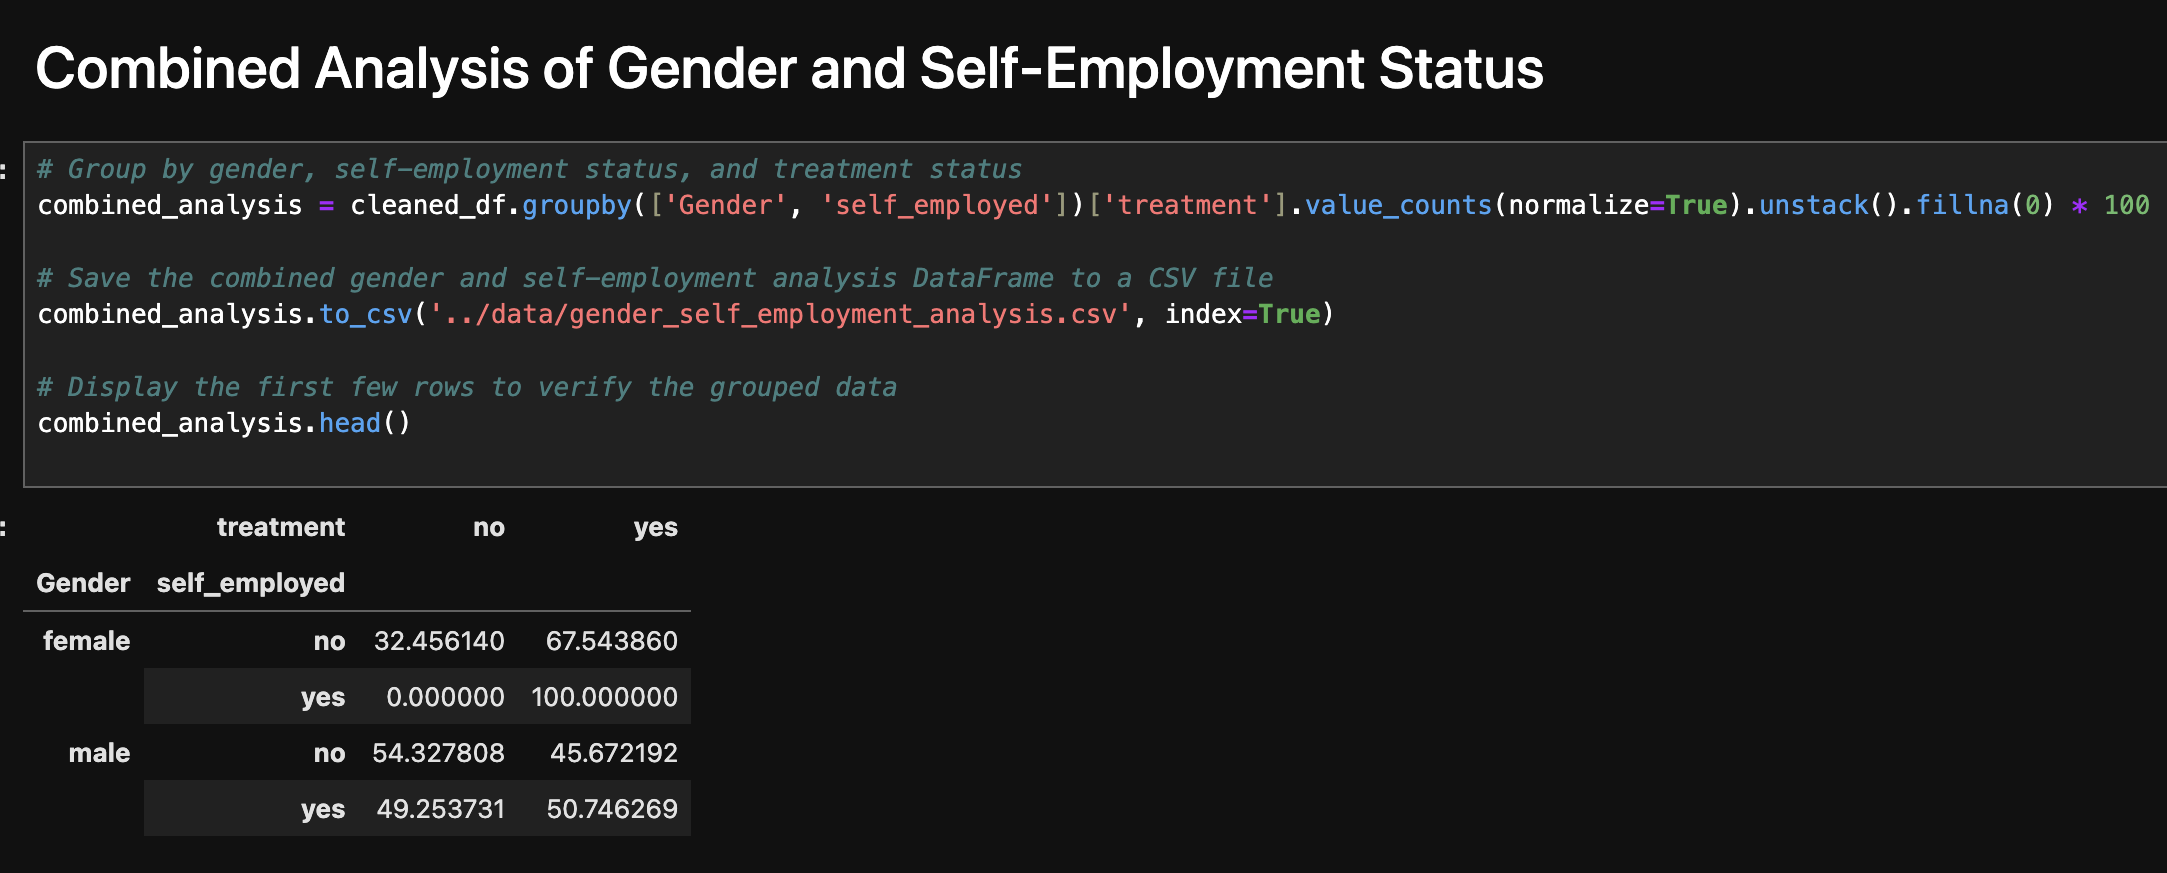 Combined Analysis of Gender and Self-Employment Status
:
# Group by gender, self-employment status, and treatment status
combined_analysis = cleaned_df.groupby(['Gender', 'self_employed'])['treatment'].value_counts(normalize=True).unstack().fillna(0) * 100
# Save the combined gender and self-employment analysis DataFrame to a CSV file
combined_analysis.to_csv('../data/gender_self_employment_analysis.csv', index=True)
# Display the first few rows to verify the grouped data
combined_analysis.head()
: treatment no yes
Gender self_employed
female no 32.456140 67.543860
yes 0.000000 100.000000
male no 54.327808 45.672192
yes 49.253731 50.746269